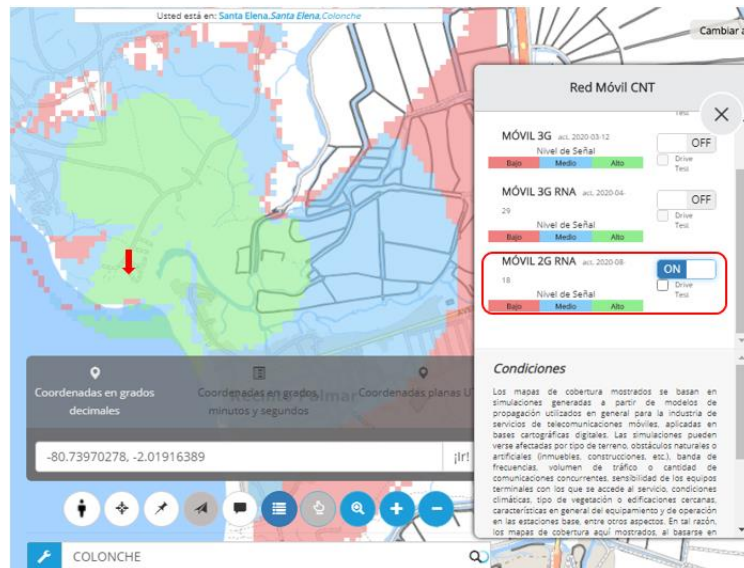 Usted está en: Santa Elena,Santa Elena,Colonche
Cambiar a
Red Móvil CNT
Test
MÓVIL 3G act. 2020-03-12
OFF
Nivel de Señal
Drive
Test
Bajo Medio Alto
MÓVIL 3G RNA act. 2020-04-
29
OFF
Nivel de Señal
Drive
Test
Bajo Medio Alto
MÓVIL 2G RNA act. 2020-08-
18
ON
Nivel de Señal
Drive
Test
Bajo Medio Alto
Condiciones
Los mapas de cobertura mostrados se basan en
simulaciones generadas a partir de modelos de
propagación utilizados en general para la industria de
servicios de telecomunicaciones móviles, aplicadas en
bases cartográficas digitales. Las simulaciones pueden
verse afectadas por tipo de terreno, obstáculos naturales o
artificiales (inmuebles, construcciones, etc.), banda de
frecuencias, volumen de tráfico o cantidad de
comunicaciones concurrentes, sensibilidad de los equipos
terminales con los que se accede al servicio, condiciones
climáticas, tipo de vegetación o edificaciones cercanas,
características en general del equipamiento y de operación
en las estaciones base, entre otros aspectos. En tal razón,
los mapas de cobertura aquí mostrados, al basarse en
Coordenadas en grados
decimales
Coordenadas en grados,
minutos y segundos
Coordenadas planas U
-80.73970278, -2.01916389
¡Ir!
COLONCHE